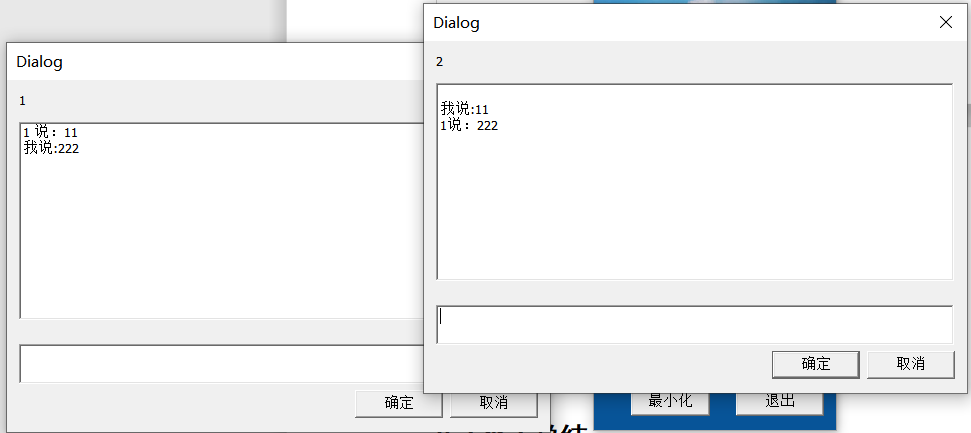 Dialog
1
1 说：11
我说:222
确定
取消
Dialog
2
我说:11
1说：222
确定
取消
最小化
退出